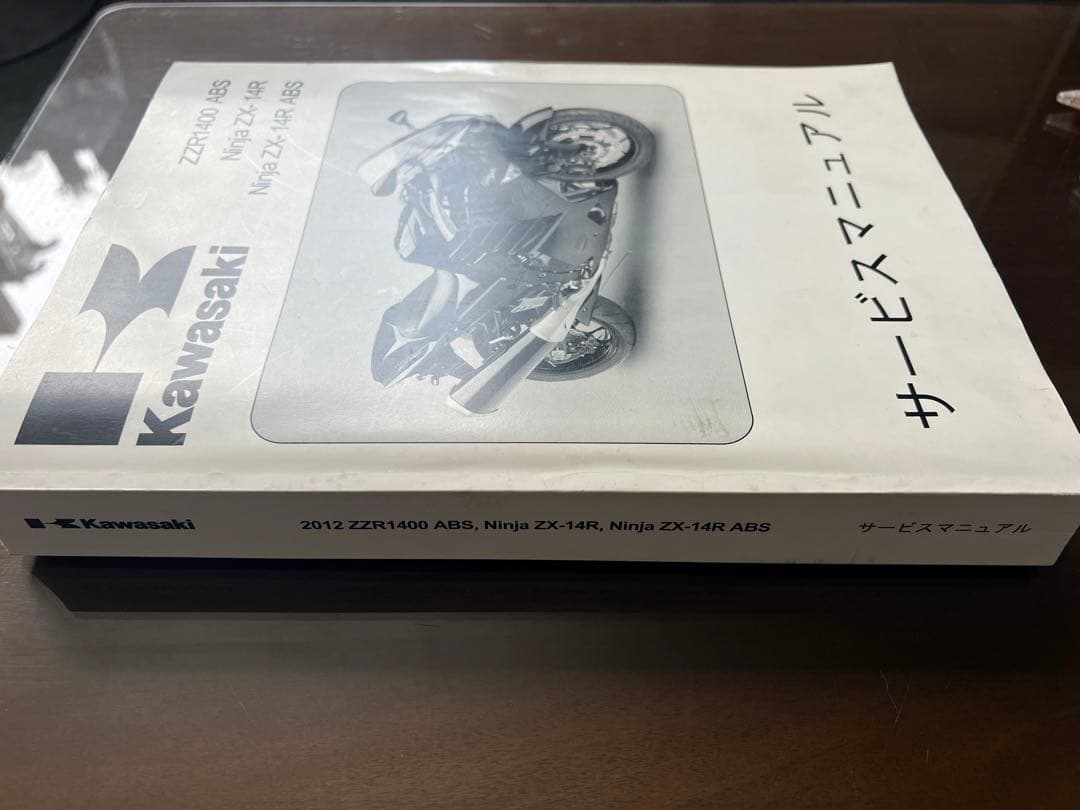 ZZR1400 ABS
Ninja ZX-14R
Ninja ZX-14R ABS
Kawasaki
サービスマニュアル
Kawasaki
2012 ZZR1400 ABS, Ninja ZX-14R, Ninja ZX-14R ABS
サービスマニュアル